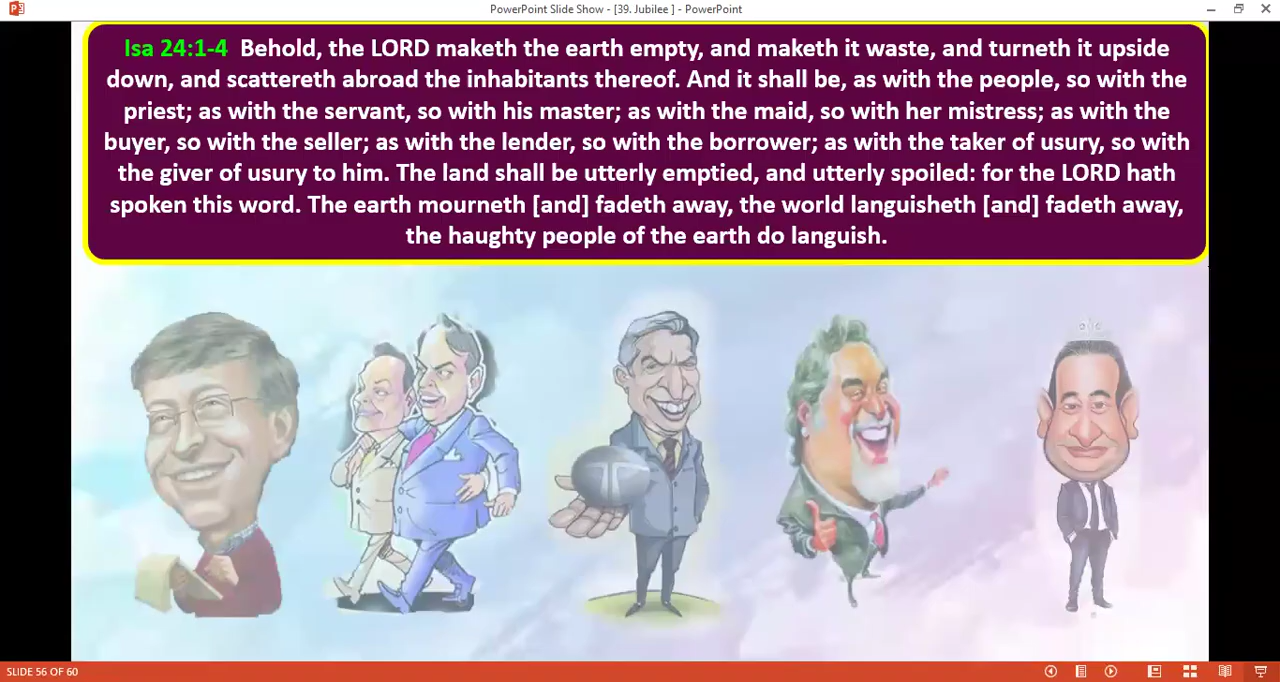 PowerPoint Slide Show - [39. Jubilee ] - PowerPoint
Isa 24:1-4 Behold, the LORD maketh the earth empty, and maketh it waste, and turneth it upside
down, and scattereth abroad the inhabitants thereof. And it shall be, as with the people, so with the
priest; as with the servant, so with his master; as with the maid, so with her mistress; as with the
buyer, so with the seller; as with the lender, so with the borrower; as with the taker of usury, so with
the giver of usury to him. The land shall be utterly emptied, and utterly spoiled: for the LORD hath
spoken this word. The earth mourneth [and] fadeth away, the world languisheth [and] fadeth away,
the haughty people of the earth do languish.
SLIDE 56 OF 60